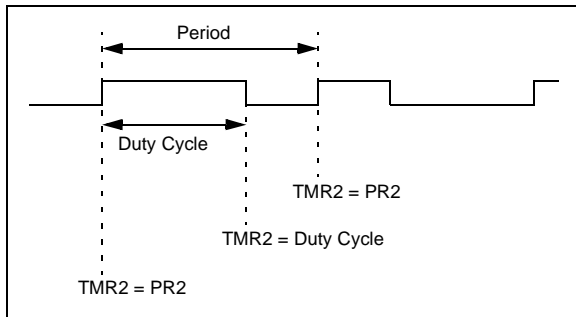 Period
Duty Cycle
TMR2 = PR2
TMR2 = Duty Cycle
TMR2 = PR2